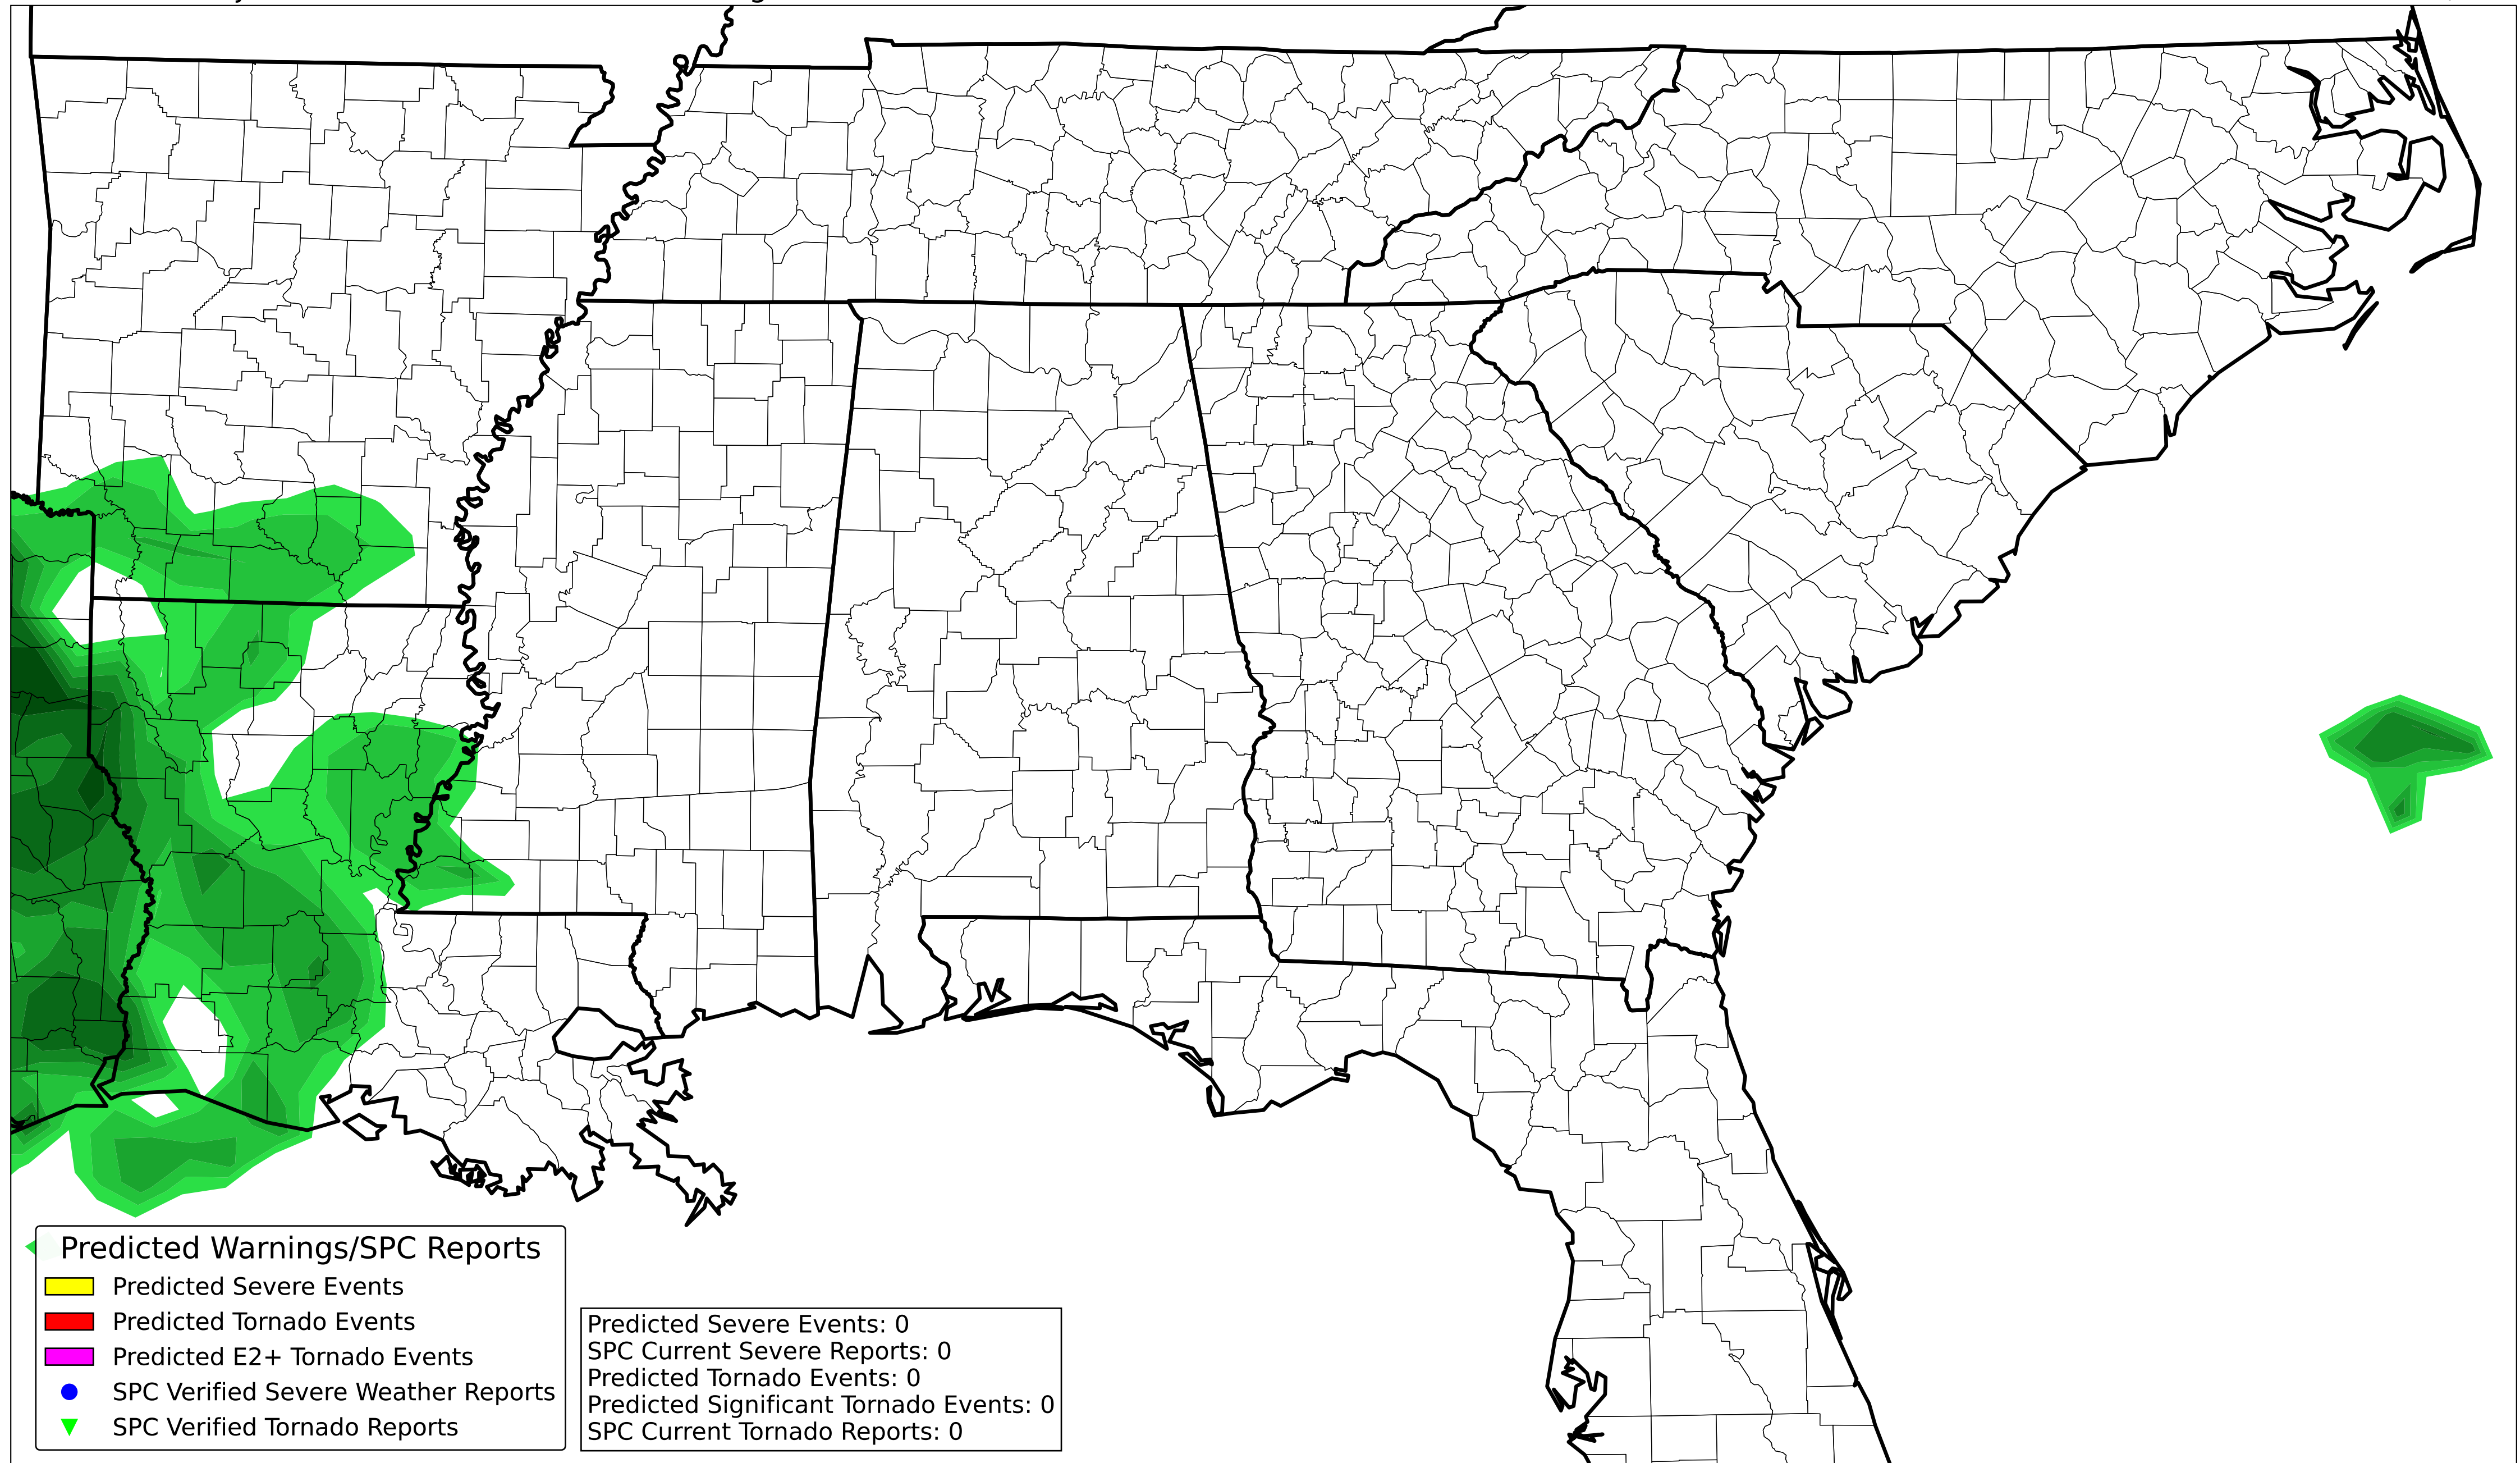 Predicted Warnings/SPC Reports
Predicted Severe Events
Predicted Tornado Events
Predicted E2+ Tornado Events
SPC Verified Severe Weather Reports
SPC Verified Tornado Reports
Predicted Severe Events: 0
SPC Current Severe Reports: 0
Predicted Tornado Events: 0
Predicted Significant Tornado Events: 0
SPC Current Tornado Reports: 0